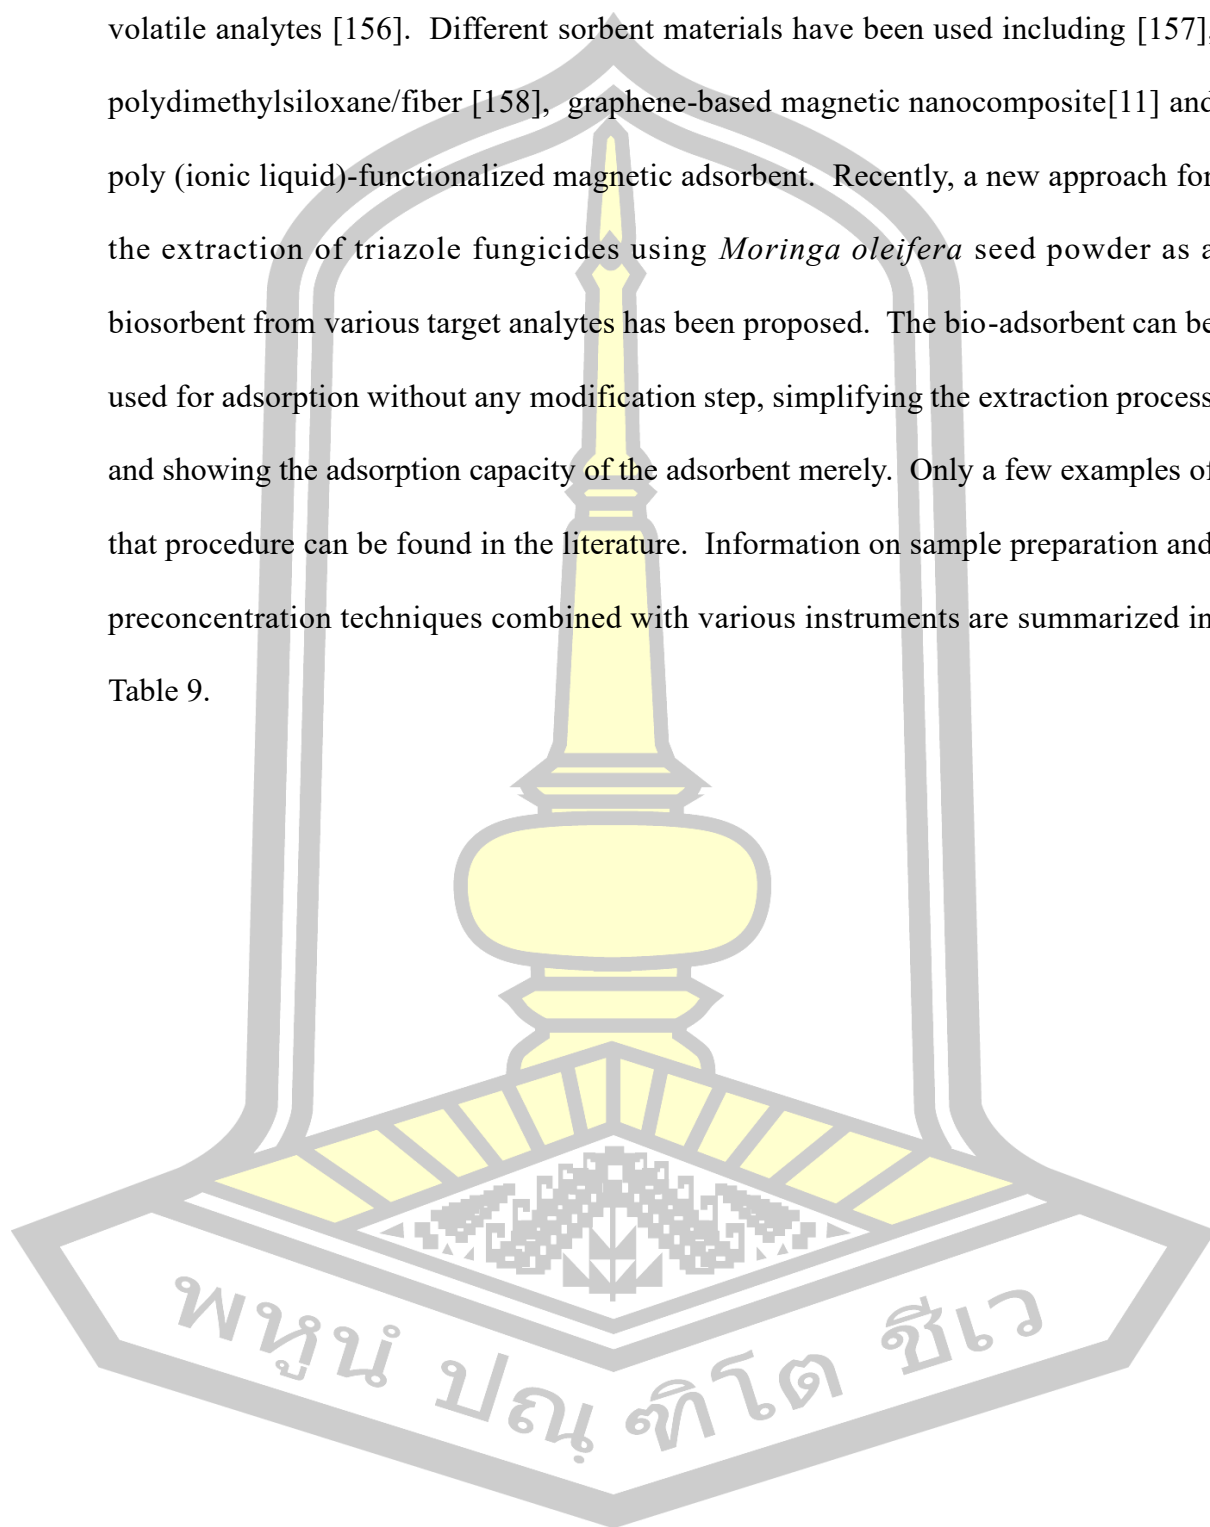 volatile analytes [156].  Different sorbent materials have been used including [157],
polydimethylsiloxane/fiber [158],  graphene-based magnetic nanocomposite[11] and
poly (ionic liquid)-functionalized magnetic adsorbent.  Recently, a new approach for
the extraction of triazole fungicides using Moringa oleifera seed powder as a
biosorbent from various target analytes has been proposed.  The bio-adsorbent can be
used for adsorption without any modification step, simplifying the extraction process
and showing the adsorption capacity of the adsorbent merely.  Only a few examples of
that procedure can be found in the literature.  Information on sample preparation and
preconcentration techniques combined with various instruments are summarized in
Table 9.
พหูนํ ปณฺฑิโต ชีเว